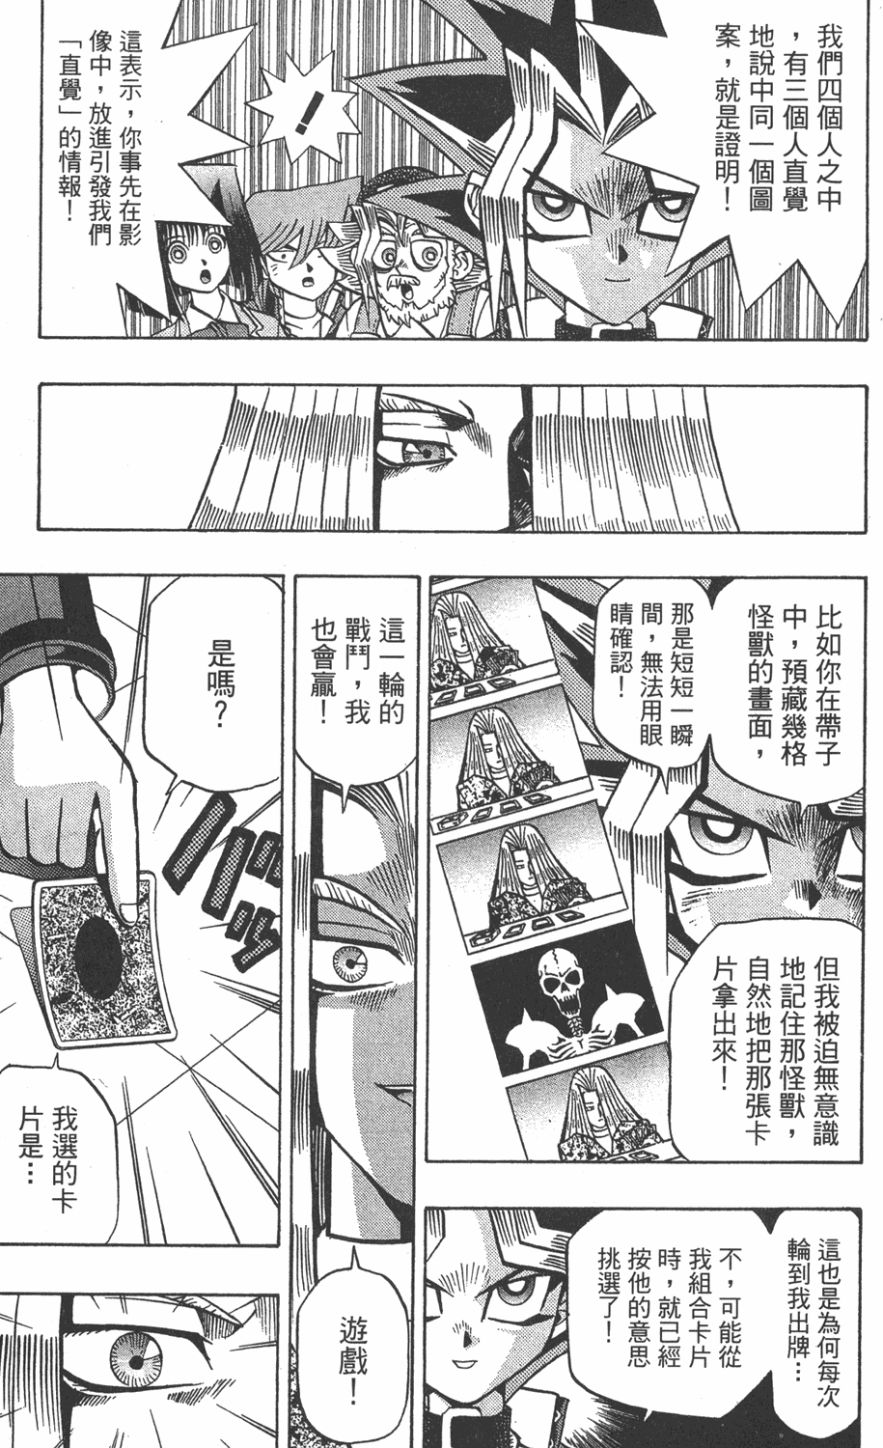 我們四個人之中
，有三個人直覺
地說中同一個圖
案，就是證明！
！
這表示，你事先在影
像中，放進引發我們
「直覺」的情報！
比如你在帶子
中，預藏幾格
怪獸的畫面，
那是短短一瞬
間，無法用眼
睛確認！
但我被迫無意識
地記住那怪獸，
自然地把那張卡
片拿出來！
這也是為何每次
輪到我出牌…
不，可能從
我組合卡片
時，就已經
按他的意思
挑選了！
這一輪的
戰鬥，我
也會贏！
遊戲！
是嗎？
バッ
我選的卡
片是…